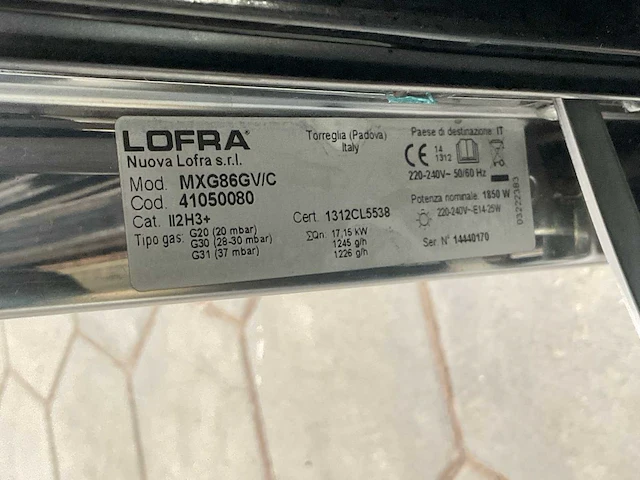 LOFRA®
Nuova Lofra s.r.l.
Mod. MXG86GV/C
Cod. 41050080
Cat. II2H3+
Tipo gas: G20 (20 mbar)
G30 (28-30 mbar)
G31 (37 mbar)
Torreglia (Padova)
Italy
Cert. 1312CL5538
ΣQn: 17,15 kW
1245 g/h
1226 g/h
Paese di destinazione: IT
CE 14
1312
220-240V~ 50/60 Hz
Potenza nominale: 1850 W
220-240V~-E14-25W
Ser. N° 14440170
03222383